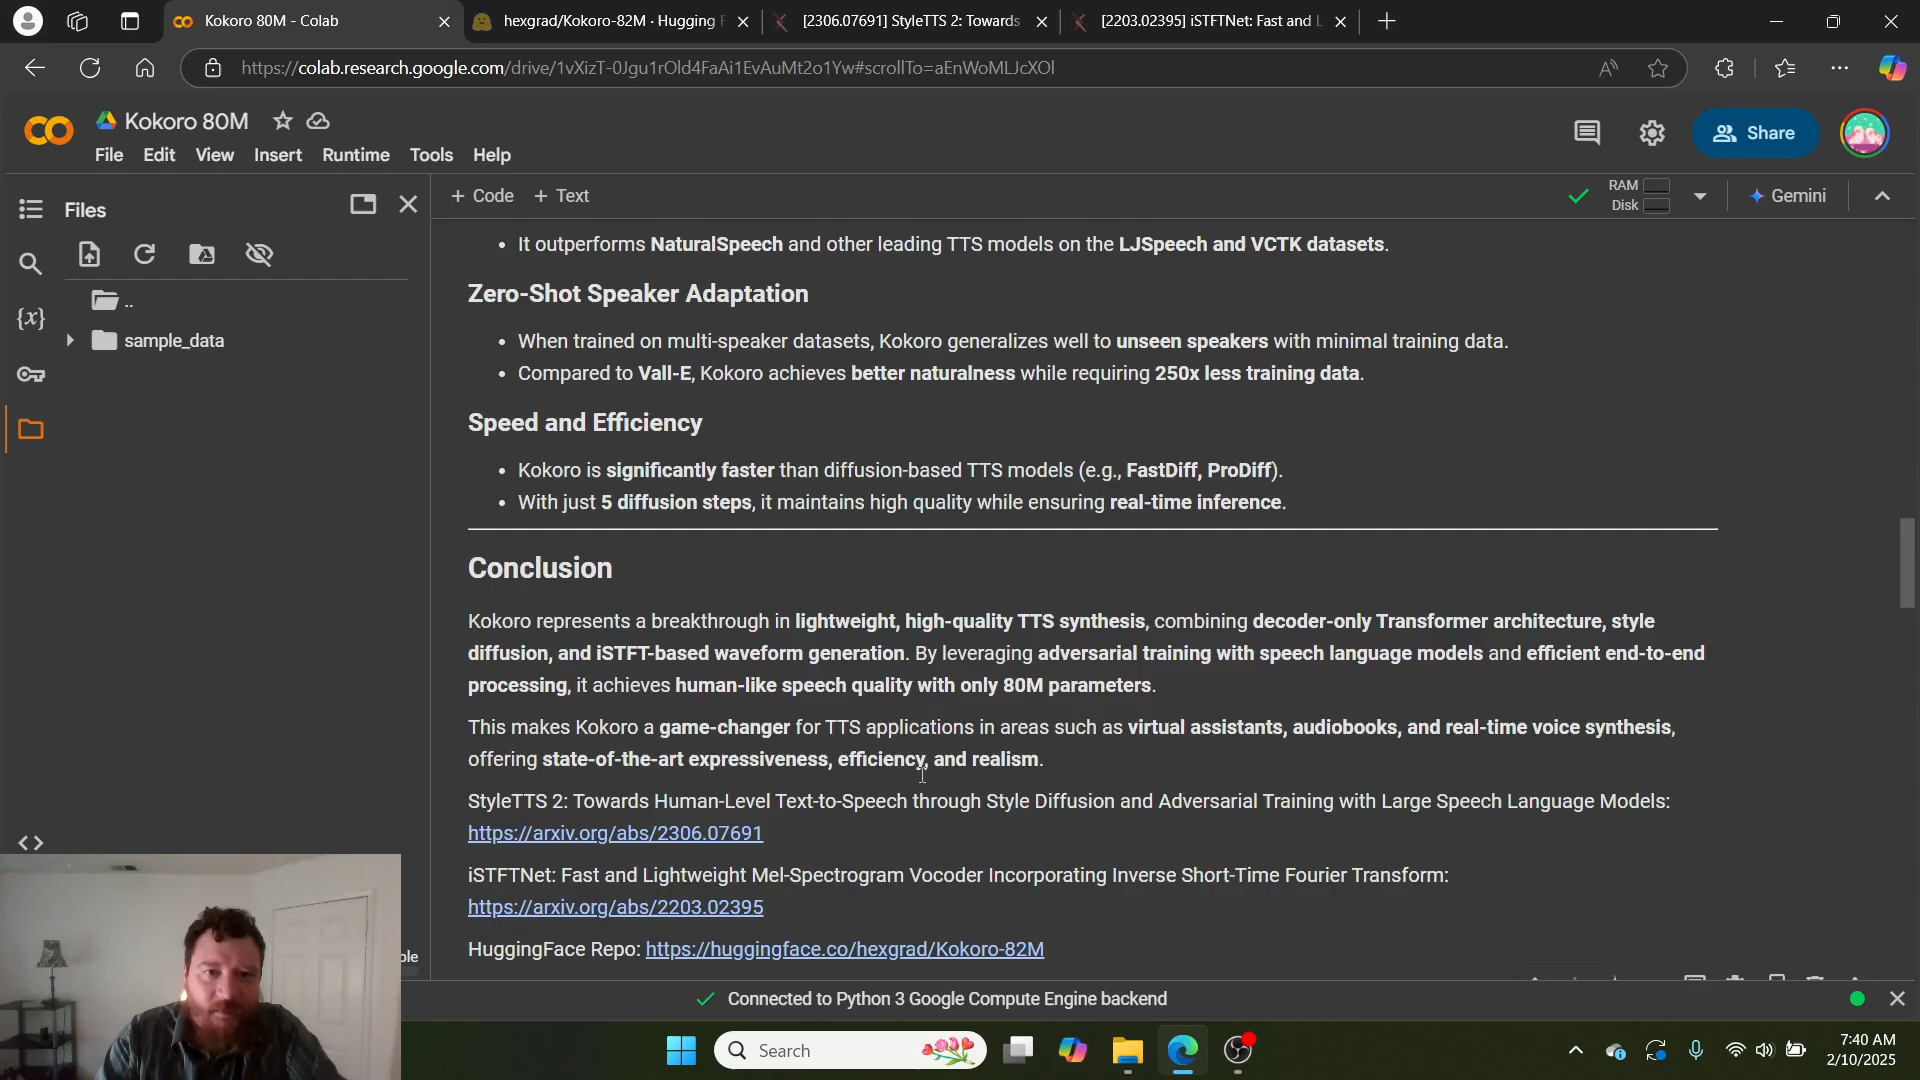 Kokoro 80M - Colab
hexgrad/Kokoro-82M · Hugging F
[2306.07691] StyleTTS 2: Towards
[2203.02395] iSTFTNet: Fast and L
https://colab.research.google.com/drive/1vXizT-0Jgu1rOld4FaAi1EvAuMt2o1Yw#scrollTo=aEnWoMLJcXOl
Kokoro 80M
File Edit View Insert Runtime Tools Help
Share
Files
+ Code + Text
RAM
Disk
Gemini
..
sample_data
It outperforms NaturalSpeech and other leading TTS models on the LJSpeech and VCTK datasets.
Zero-Shot Speaker Adaptation
When trained on multi-speaker datasets, Kokoro generalizes well to unseen speakers with minimal training data.
Compared to Vall-E, Kokoro achieves better naturalness while requiring 250x less training data.
Speed and Efficiency
Kokoro is significantly faster than diffusion-based TTS models (e.g., FastDiff, ProDiff).
With just 5 diffusion steps, it maintains high quality while ensuring real-time inference.
Conclusion
Kokoro represents a breakthrough in lightweight, high-quality TTS synthesis, combining decoder-only Transformer architecture, style
diffusion, and iSTFT-based waveform generation. By leveraging adversarial training with speech language models and efficient end-to-end
processing, it achieves human-like speech quality with only 80M parameters.
This makes Kokoro a game-changer for TTS applications in areas such as virtual assistants, audiobooks, and real-time voice synthesis,
offering state-of-the-art expressiveness, efficiency, and realism.
StyleTTS 2: Towards Human-Level Text-to-Speech through Style Diffusion and Adversarial Training with Large Speech Language Models:
https://arxiv.org/abs/2306.07691
iSTFTNet: Fast and Lightweight Mel-Spectrogram Vocoder Incorporating Inverse Short-Time Fourier Transform:
https://arxiv.org/abs/2203.02395
HuggingFace Repo: https://huggingface.co/hexgrad/Kokoro-82M
Connected to Python 3 Google Compute Engine backend
Search
7:40 AM
2/10/2025